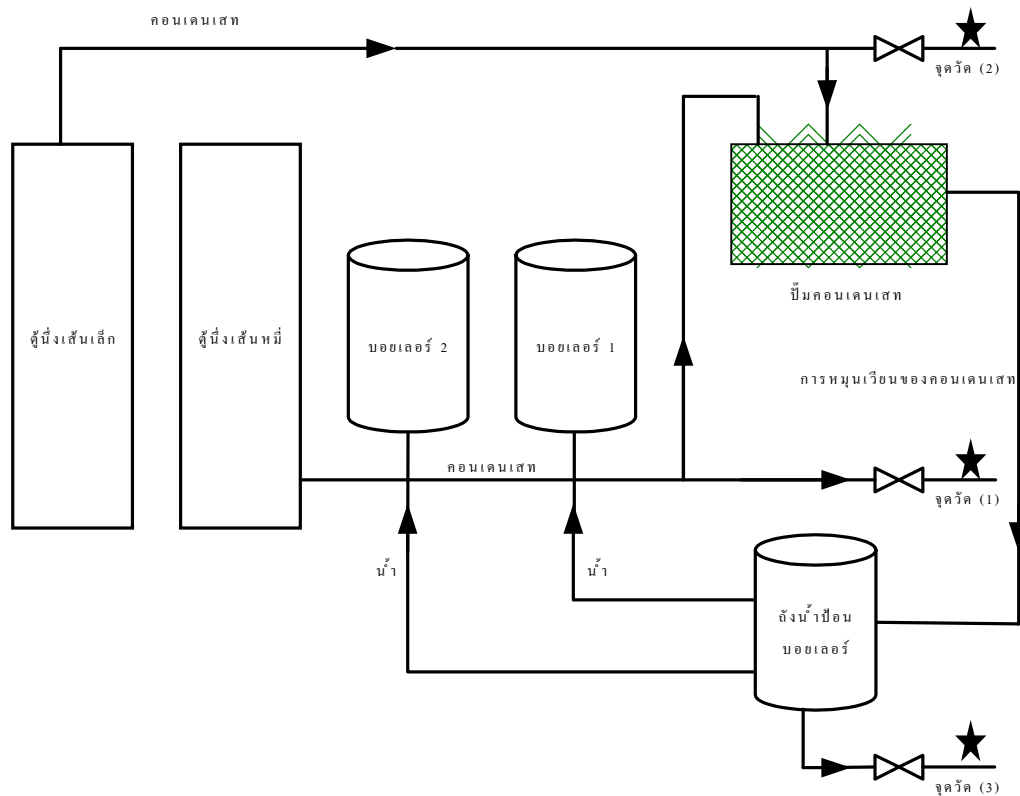 คอนเดนเสท
จุดวัด (2)
ปั๊มคอนเดนเสท
ตู้นึ่งเส้นเล็ก
ตู้นึ่งเส้นหมี่
บอยเลอร์ 2
บอยเลอร์ 1
การหมุนเวียนของคอนเดนเสท
คอนเดนเสท
จุดวัด (1)
น้ำ
น้ำ
ถังน้ำป้อน
บอยเลอร์
จุดวัด (3)